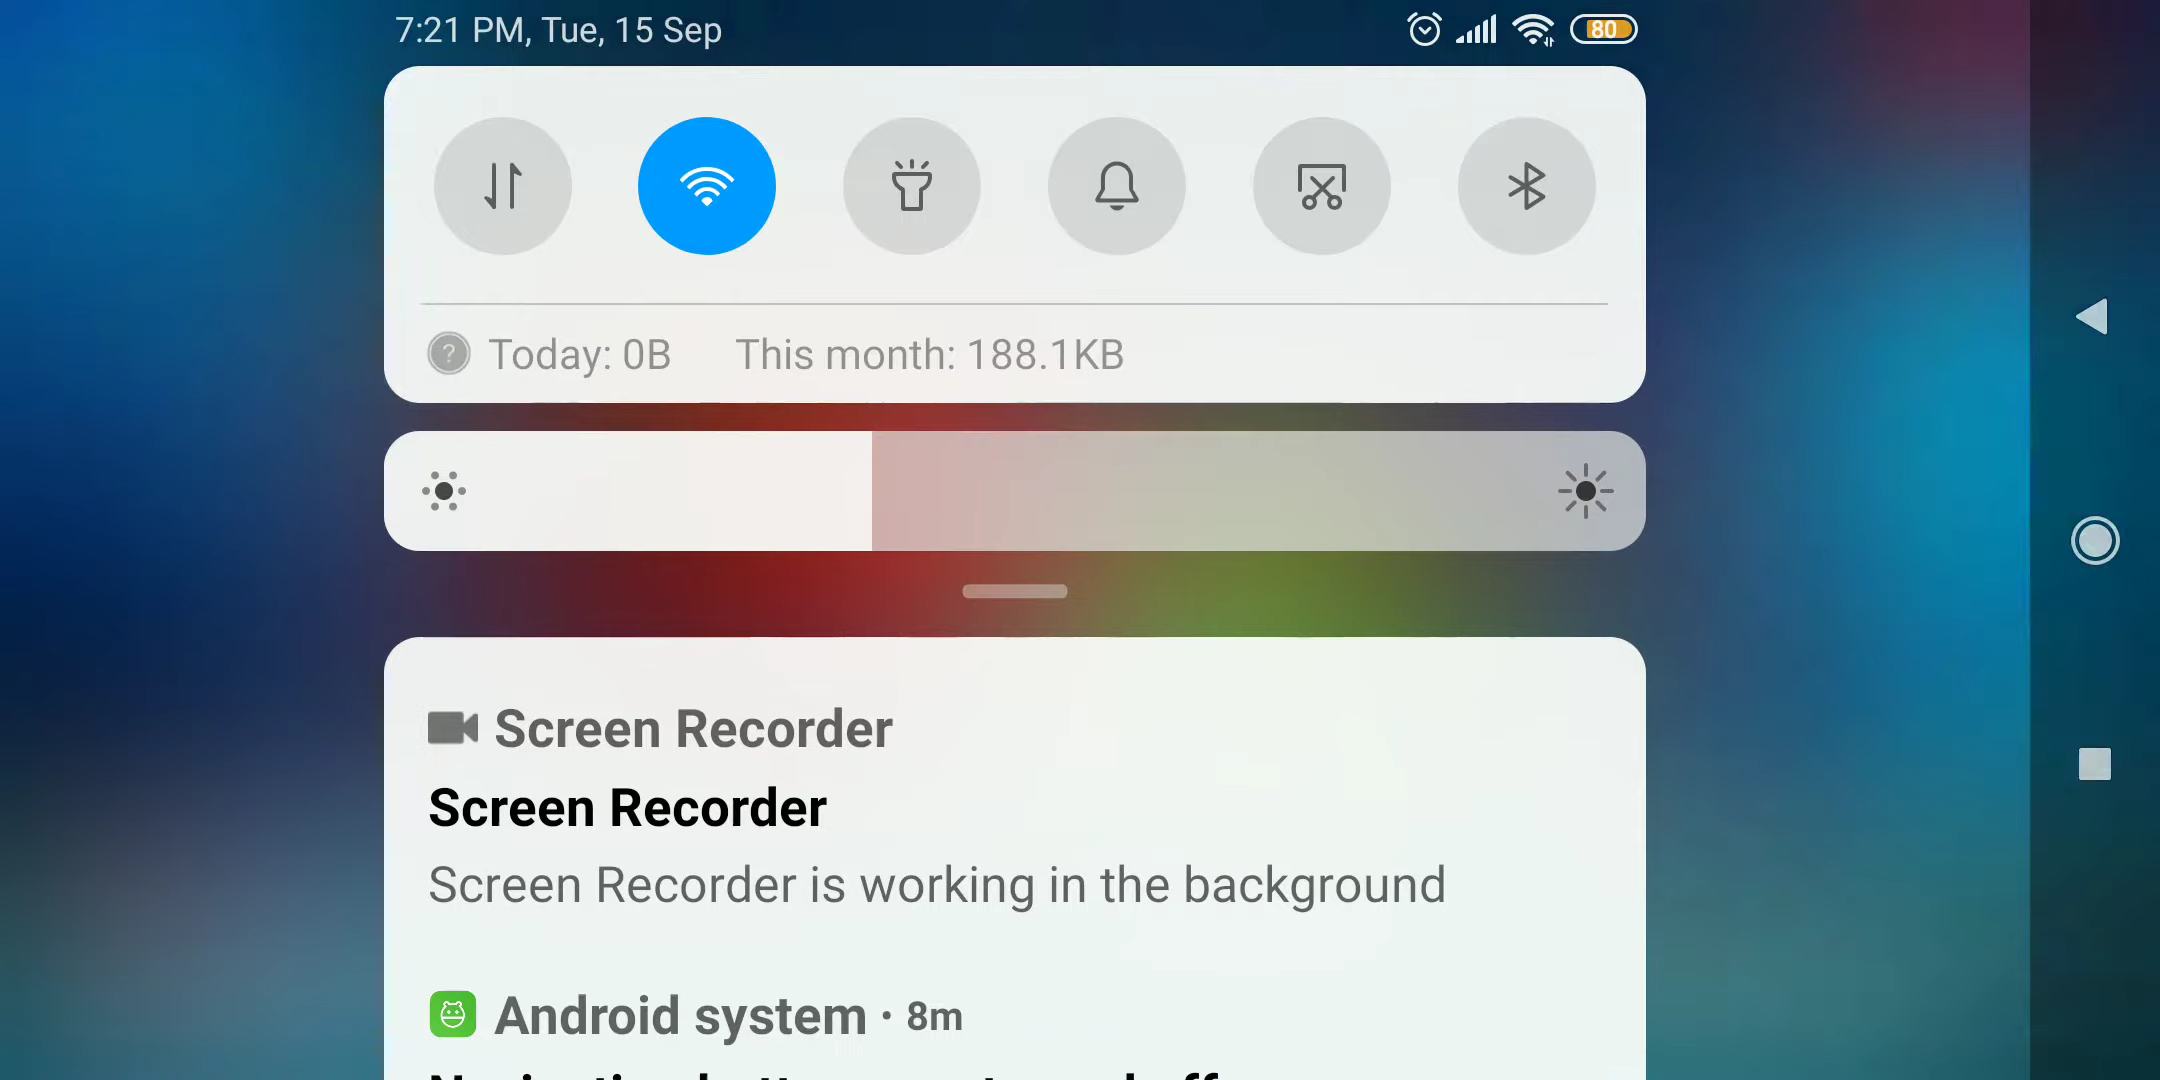 7:21 PM, Tue, 15 Sep 80
Today: 0B This month: 188.1KB
Screen Recorder
Screen Recorder
Screen Recorder is working in the background
Android system · 8m